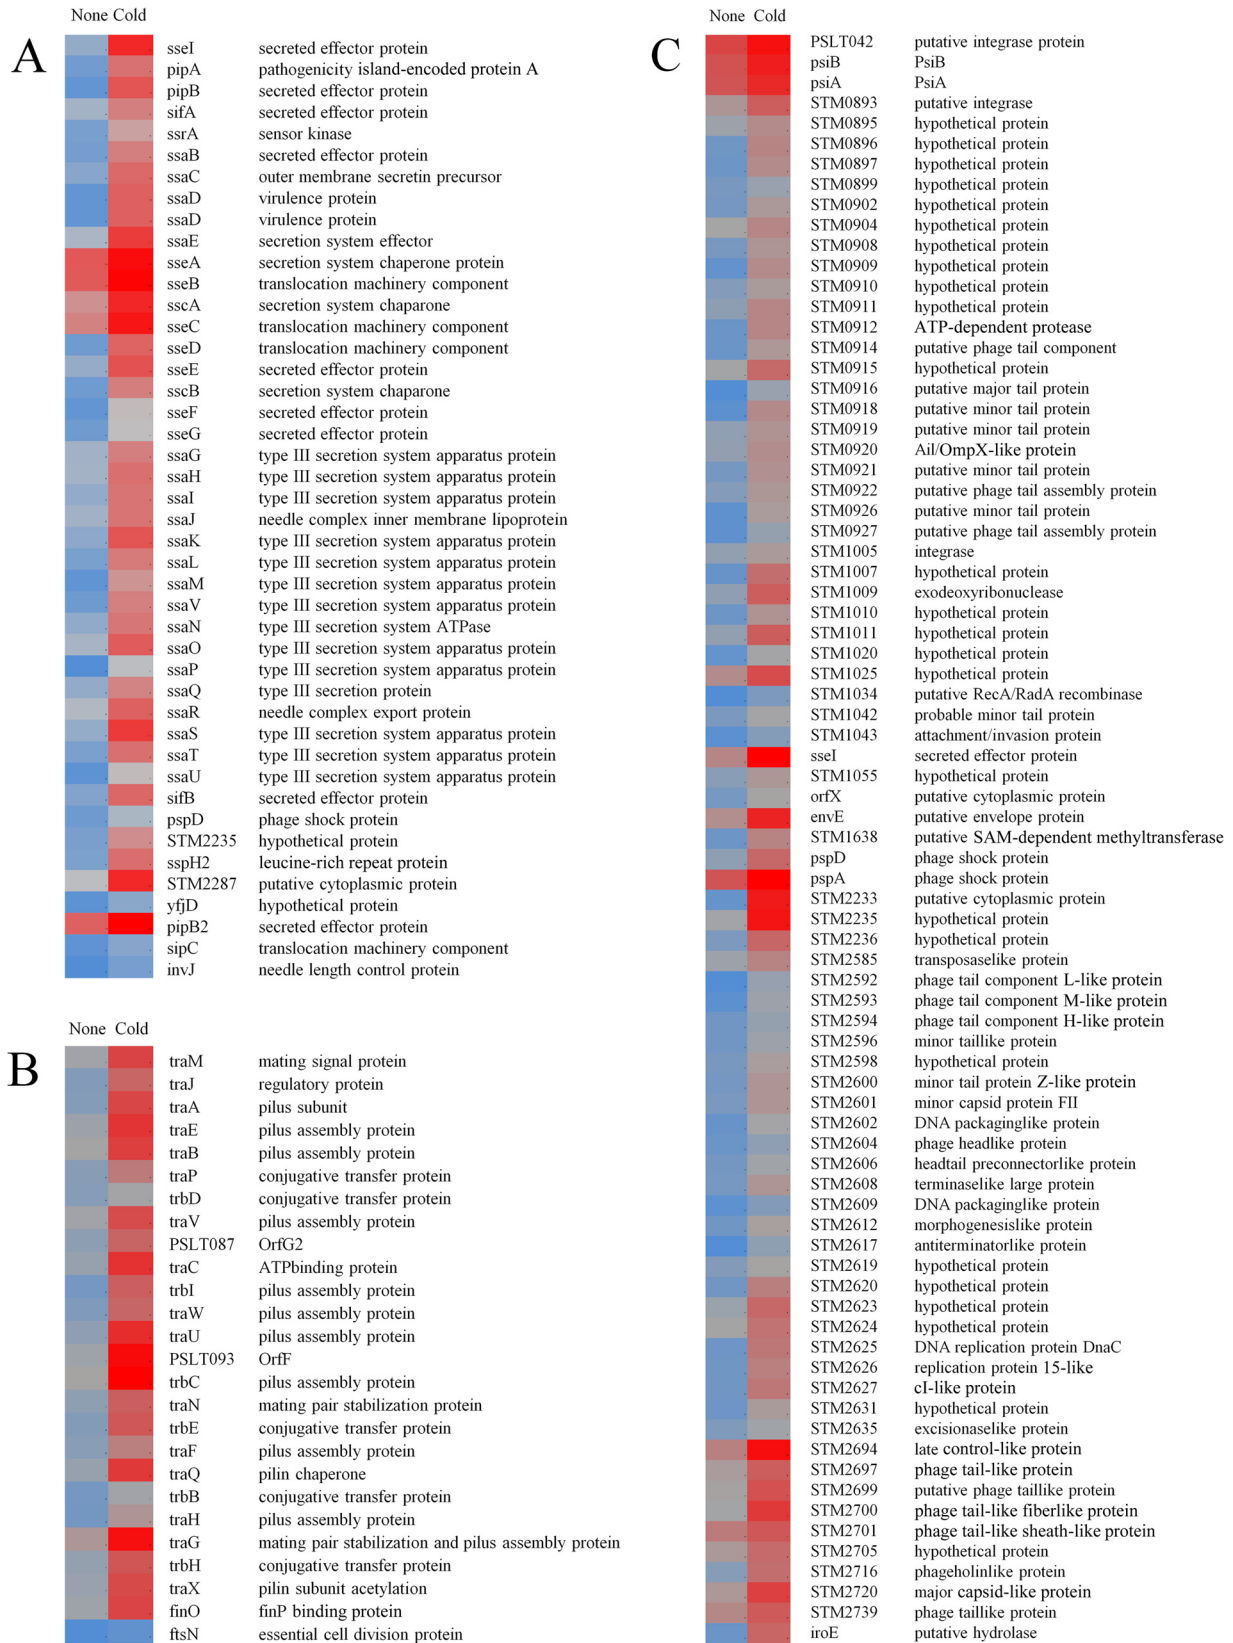 None Cold
A
sseI secreted effector protein
pipA pathogenicity island-encoded protein A
pipB secreted effector protein
sifA secreted effector protein
ssrA sensor kinase
ssaB secreted effector protein
ssaC outer membrane secretin precursor
ssaD virulence protein
ssaD virulence protein
ssaE secretion system effector
sseA secretion system chaperone protein
sseB translocation machinery component
sscA secretion system chaparone
sseC translocation machinery component
sseD translocation machinery component
sseE secreted effector protein
sscB secretion system chaparone
sseF secreted effector protein
sseG secreted effector protein
ssaG type III secretion system apparatus protein
ssaH type III secretion system apparatus protein
ssaI type III secretion system apparatus protein
ssaJ needle complex inner membrane lipoprotein
ssaK type III secretion system apparatus protein
ssaL type III secretion system apparatus protein
ssaM type III secretion system apparatus protein
ssaV type III secretion system apparatus protein
ssaN type III secretion system ATPase
ssaO type III secretion system apparatus protein
ssaP type III secretion system apparatus protein
ssaQ type III secretion protein
ssaR needle complex export protein
ssaS type III secretion system apparatus protein
ssaT type III secretion system apparatus protein
ssaU type III secretion system apparatus protein
sifB secreted effector protein
pspD phage shock protein
STM2235 hypothetical protein
sspH2 leucine-rich repeat protein
STM2287 putative cytoplasmic protein
yfjD hypothetical protein
pipB2 secreted effector protein
sipC translocation machinery component
invJ needle length control protein
None Cold
B
traM mating signal protein
traJ regulatory protein
traA pilus subunit
traE pilus assembly protein
traB pilus assembly protein
traP conjugative transfer protein
trbD conjugative transfer protein
traV pilus assembly protein
PSLT087 OrfG2
traC ATPbinding protein
trbI pilus assembly protein
traW pilus assembly protein
traU pilus assembly protein
PSLT093 OrfF
trbC pilus assembly protein
traN mating pair stabilization protein
trbE conjugative transfer protein
traF pilus assembly protein
traQ pilin chaperone
trbB conjugative transfer protein
traH pilus assembly protein
traG mating pair stabilization and pilus assembly protein
trbH conjugative transfer protein
traX pilin subunit acetylation
finO finP binding protein
ftsN essential cell division protein
None Cold
C
PSLT042 putative integrase protein
psiB PsiB
psiA PsiA
STM0893 putative integrase
STM0895 hypothetical protein
STM0896 hypothetical protein
STM0897 hypothetical protein
STM0899 hypothetical protein
STM0902 hypothetical protein
STM0904 hypothetical protein
STM0908 hypothetical protein
STM0909 hypothetical protein
STM0910 hypothetical protein
STM0911 hypothetical protein
STM0912 ATP-dependent protease
STM0914 putative phage tail component
STM0915 hypothetical protein
STM0916 putative major tail protein
STM0918 putative minor tail protein
STM0919 putative minor tail protein
STM0920 Ail/OmpX-like protein
STM0921 putative minor tail protein
STM0922 putative phage tail assembly protein
STM0926 putative minor tail protein
STM0927 putative phage tail assembly protein
STM1005 integrase
STM1007 hypothetical protein
STM1009 exodeoxyribonuclease
STM1010 hypothetical protein
STM1011 hypothetical protein
STM1020 hypothetical protein
STM1025 hypothetical protein
STM1034 putative RecA/RadA recombinase
STM1042 probable minor tail protein
STM1043 attachment/invasion protein
sseI secreted effector protein
STM1055 hypothetical protein
orfX putative cytoplasmic protein
envE putative envelope protein
STM1638 putative SAM-dependent methyltransferase
pspD phage shock protein
pspA phage shock protein
STM2233 putative cytoplasmic protein
STM2235 hypothetical protein
STM2236 hypothetical protein
STM2585 transposaselike protein
STM2592 phage tail component L-like protein
STM2593 phage tail component M-like protein
STM2594 phage tail component H-like protein
STM2596 minor taillike protein
STM2598 hypothetical protein
STM2600 minor tail protein Z-like protein
STM2601 minor capsid protein FII
STM2602 DNA packaginglike protein
STM2604 phage headlike protein
STM2606 headtail preconnectorlike protein
STM2608 terminaselike large protein
STM2609 DNA packaginglike protein
STM2612 morphogenesislike protein
STM2617 antiterminatorlike protein
STM2619 hypothetical protein
STM2620 hypothetical protein
STM2623 hypothetical protein
STM2624 hypothetical protein
STM2625 DNA replication protein DnaC
STM2626 replication protein 15-like
STM2627 cI-like protein
STM2631 hypothetical protein
STM2635 excisionaselike protein
STM2694 late control-like protein
STM2697 phage tail-like protein
STM2699 putative phage taillike protein
STM2700 phage tail-like fiberlike protein
STM2701 phage tail-like sheath-like protein
STM2705 hypothetical protein
STM2716 phageholinlike protein
STM2720 major capsid-like protein
STM2739 phage taillike protein
iroE putative hydrolase